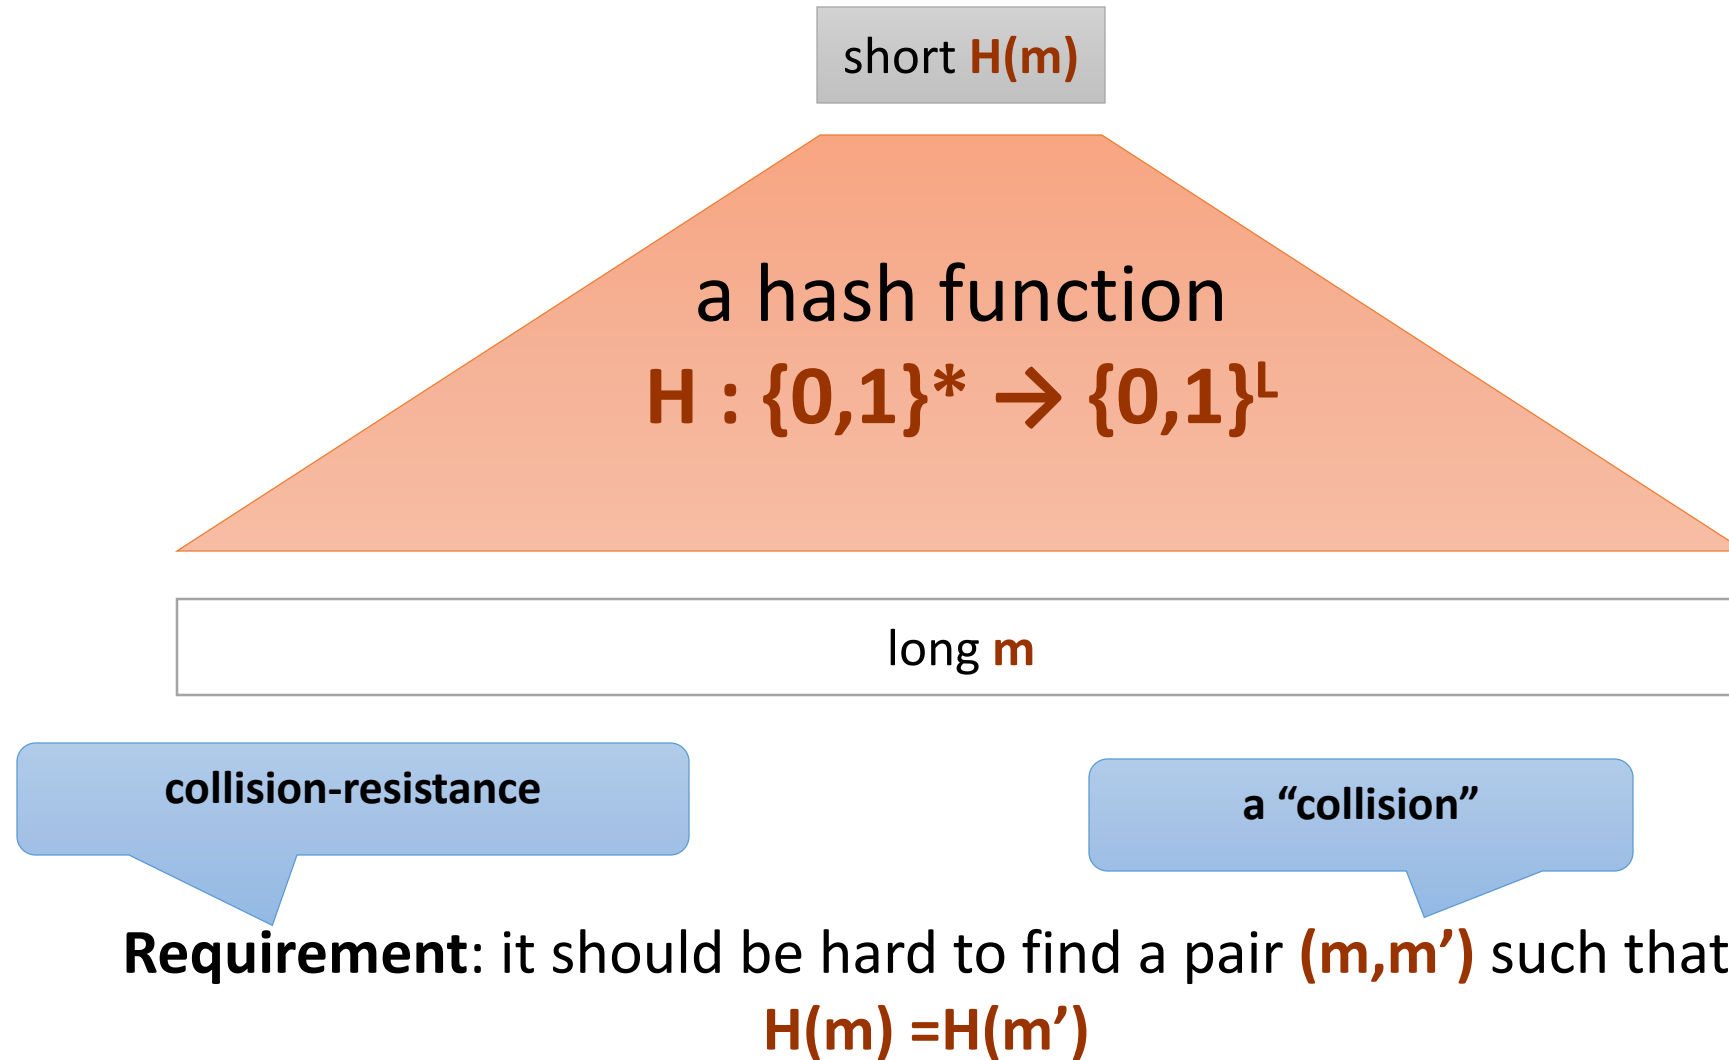 short H(m)
a hash function
H : {0,1}* → {0,1}ᴸ
long m
collision-resistance
a “collision”
Requirement: it should be hard to find a pair (m,m’) such that
H(m) =H(m’)